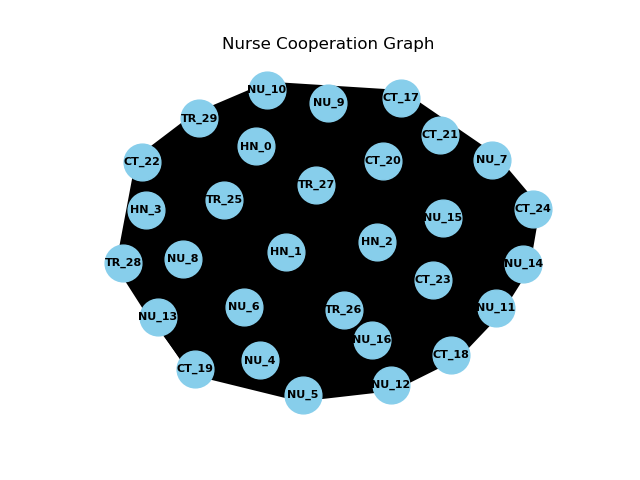 Nurse Cooperation Graph
NU_10
CT_17
NU_9
TR_29
CT_21
HN_0
NU_7
CT_20
CT_22
TR_27
TR_25
CT_24
HN_3
NU_15
HN_2
HN_1
NU_8
TR_28
NU_14
CT_23
NU_6
NU_11
TR_26
NU_13
NU_16
CT_18
NU_4
CT_19
NU_12
NU_5